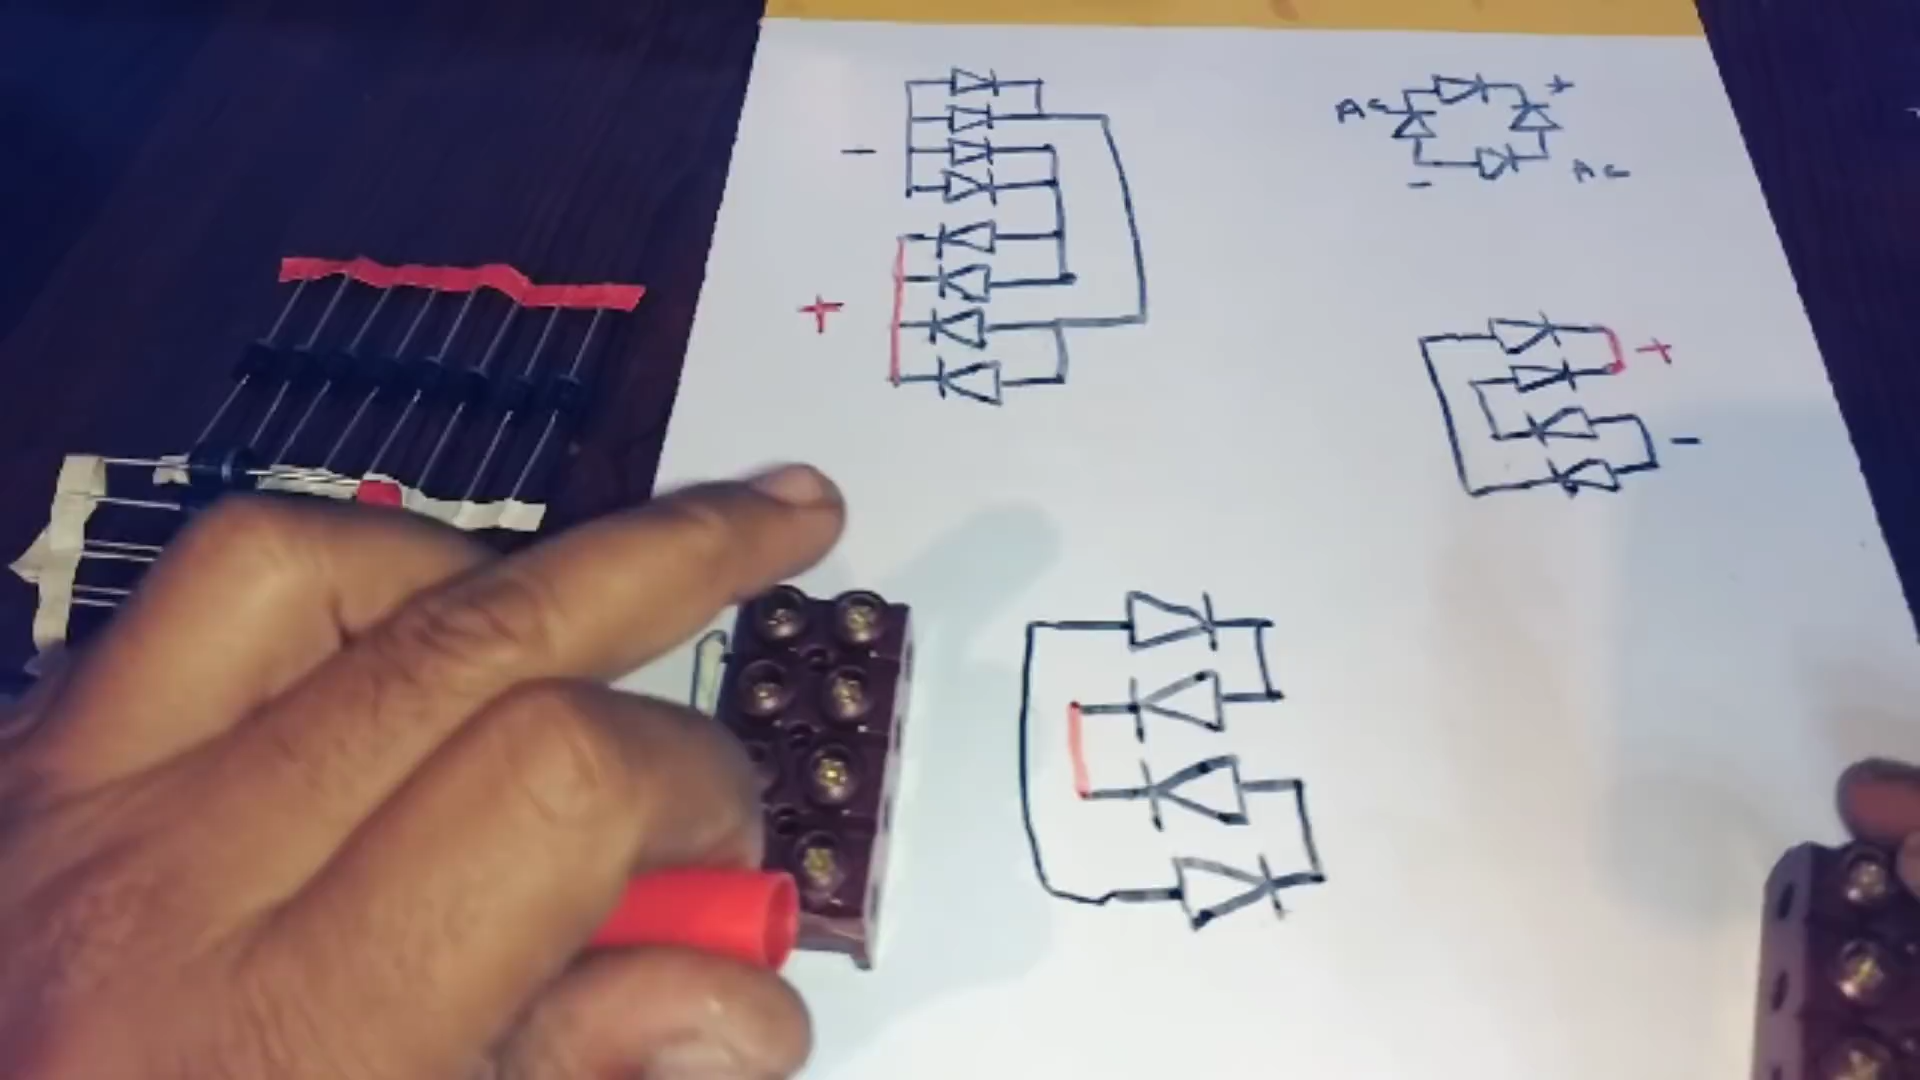 Ac +
-
- Ac
+
+
-